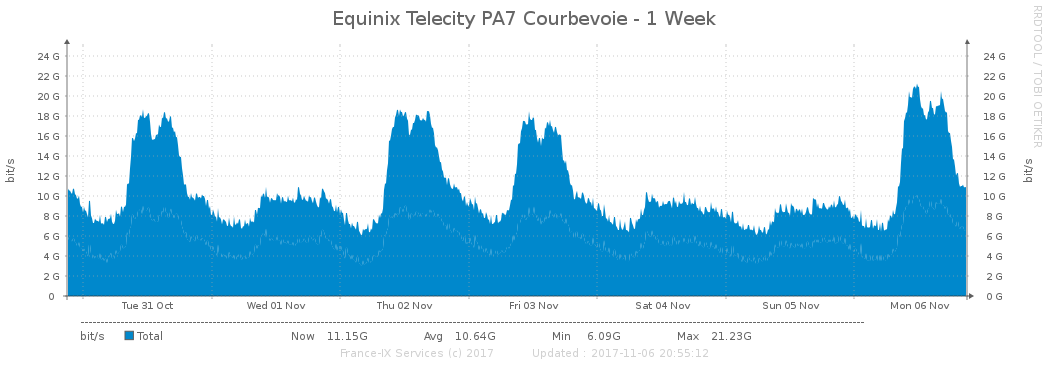 Equinix Telecity PA7 Courbevoie - 1 Week
RRDTOOL / TOBI OETIKER
bit/s
24 G 24 G
22 G 22 G
20 G 20 G
18 G 18 G
16 G 16 G
14 G 14 G
12 G 12 G
10 G 10 G
8 G 8 G
6 G 6 G
4 G 4 G
2 G 2 G
0 0 G
bit/s
Tue 31 Oct Wed 01 Nov Thu 02 Nov Fri 03 Nov Sat 04 Nov Sun 05 Nov Mon 06 Nov
bit/s Total Now 11.15G Avg 10.64G Min 6.09G Max 21.23G
France-IX Services (c) 2017 Updated : 2017-11-06 20:55:12